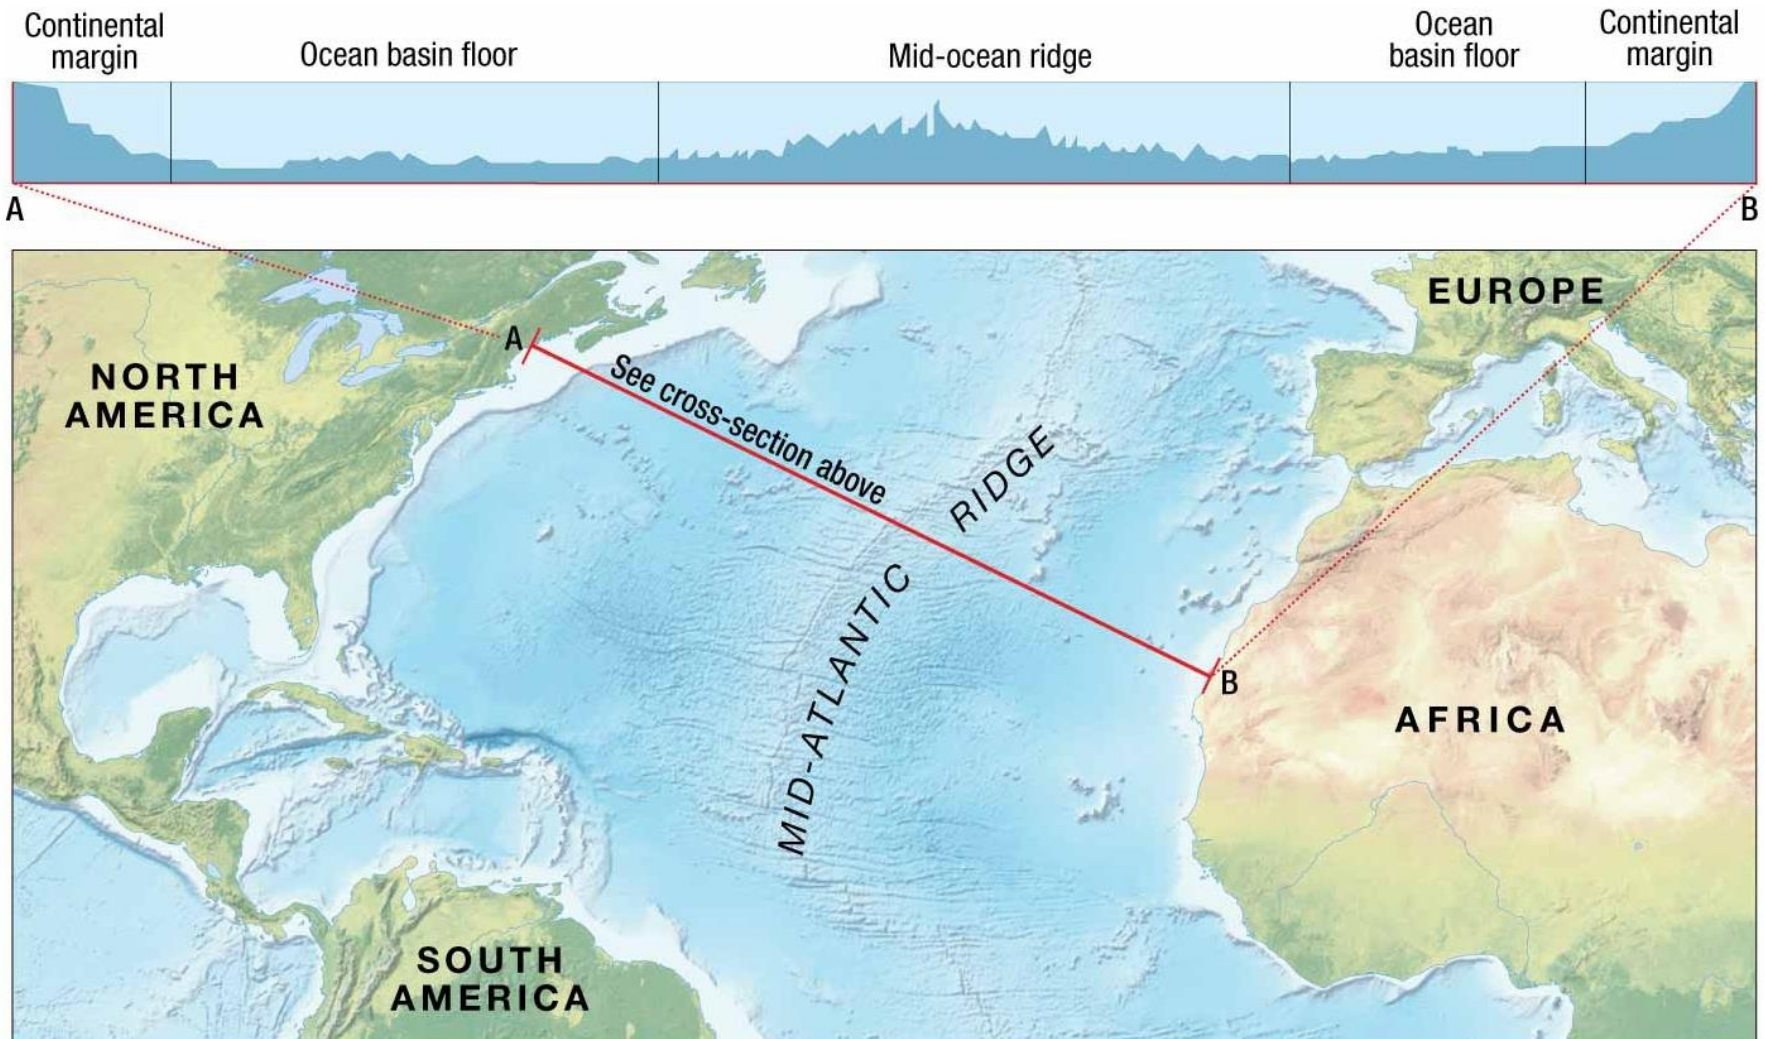 Continental
margin
Ocean basin floor
Mid-ocean ridge
Ocean
basin floor
Continental
margin
A
B
EUROPE
A
See cross-section above
NORTH
AMERICA
RIDGE
MID-ATLANTIC
B
AFRICA
SOUTH
AMERICA